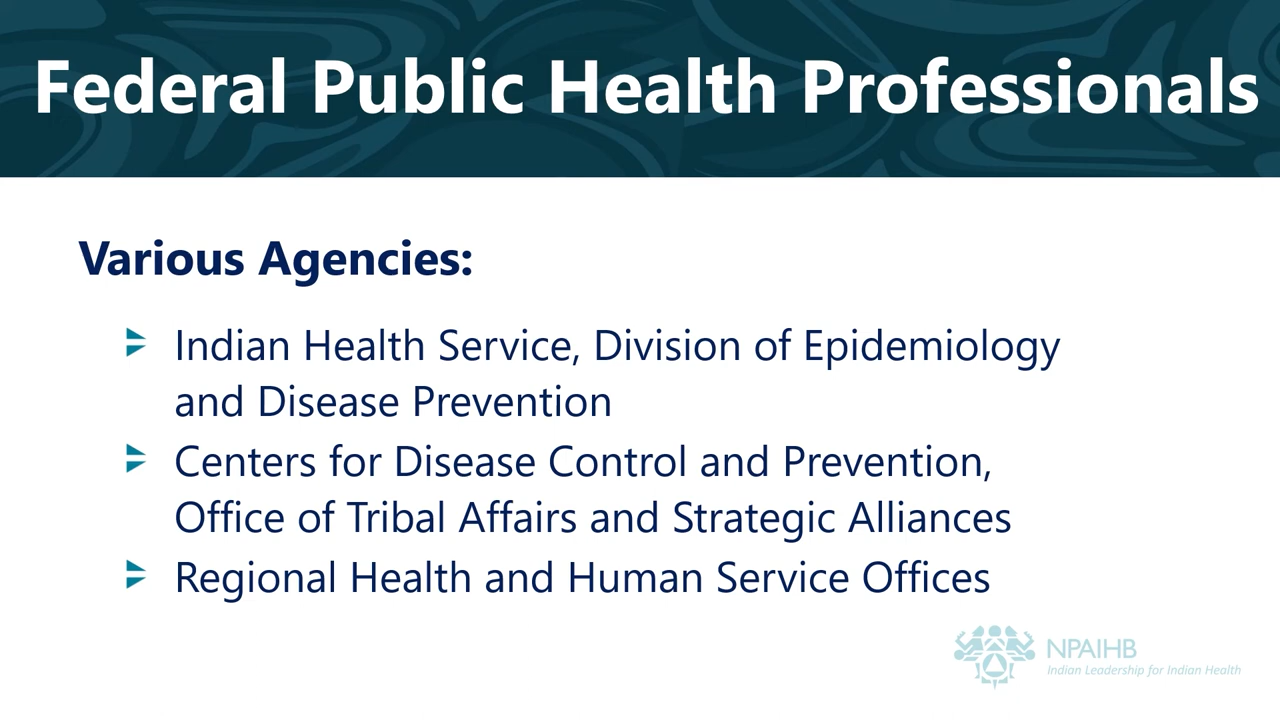 Federal Public Health Professionals
Various Agencies:
Indian Health Service, Division of Epidemiology
and Disease Prevention
Centers for Disease Control and Prevention,
Office of Tribal Affairs and Strategic Alliances
Regional Health and Human Service Offices
NPAIHB
Indian Leadership for Indian Health